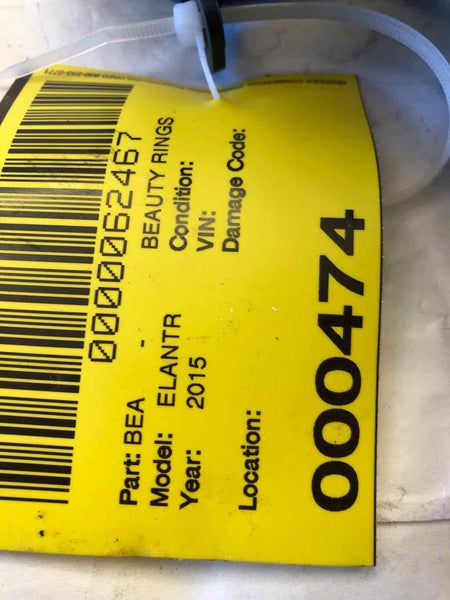 0000062467
Part: BEA BEAUTY RINGS
Model: ELANTR Condition:
Year: 2015 VIN:
Damage Code:
Location:
000474